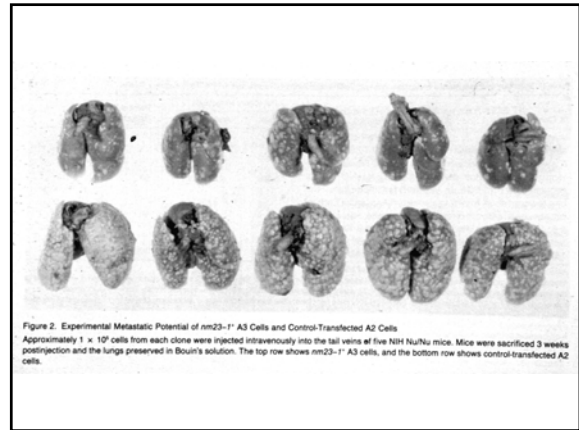 Figure 2. Experimental Metastatic Potential of nm23–1⁺ A3 Cells and Control-Transfected A2 Cells
Approximately 1 × 10⁶ cells from each clone were injected intravenously into the tail veins of five NIH Nu/Nu mice. Mice were sacrificed 3 weeks
postinjection and the lungs preserved in Bouin's solution. The top row shows nm23–1⁺ A3 cells, and the bottom row shows control-transfected A2
cells.